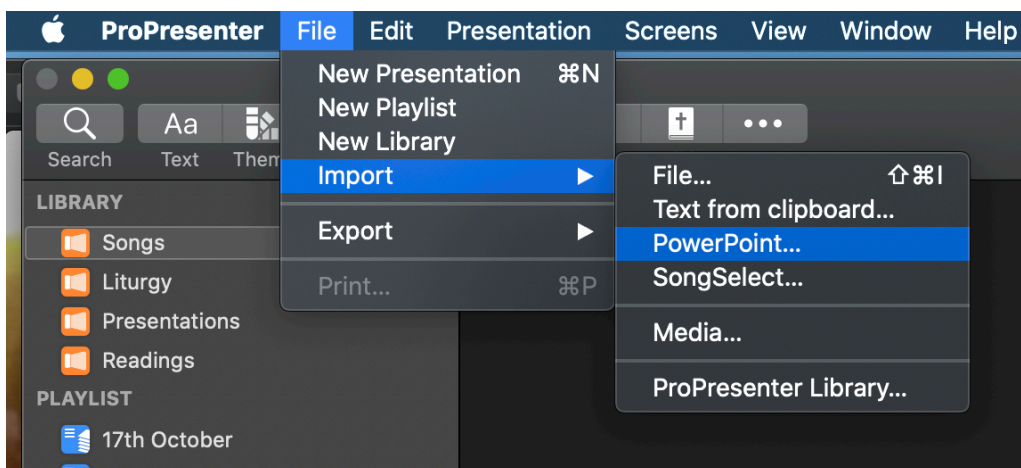 ProPresenter File Edit Presentation Screens View Window Help
New Presentation ⌘N
New Playlist
New Library
Import ▶
Export ▶
Print... ⌘P
File... ⇧⌘I
Text from clipboard...
PowerPoint...
SongSelect...
Media...
ProPresenter Library...
Aa
Search Text Them
LIBRARY
Songs
Liturgy
Presentations
Readings
PLAYLIST
17th October